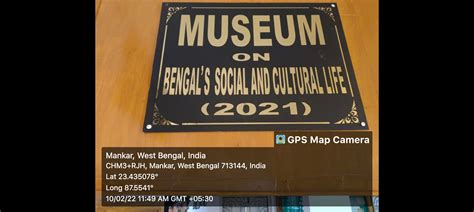 MUSEUM
ON
BENGAL'S SOCIAL AND CULTURAL LIFE
(2021)
GPS Map Camera
Mankar, West Bengal, India
CHM3+RJH, Mankar, West Bengal 713144, India
Lat 23.435078°
Long 87.5541°
10/02/22 11:49 AM GMT +05:30